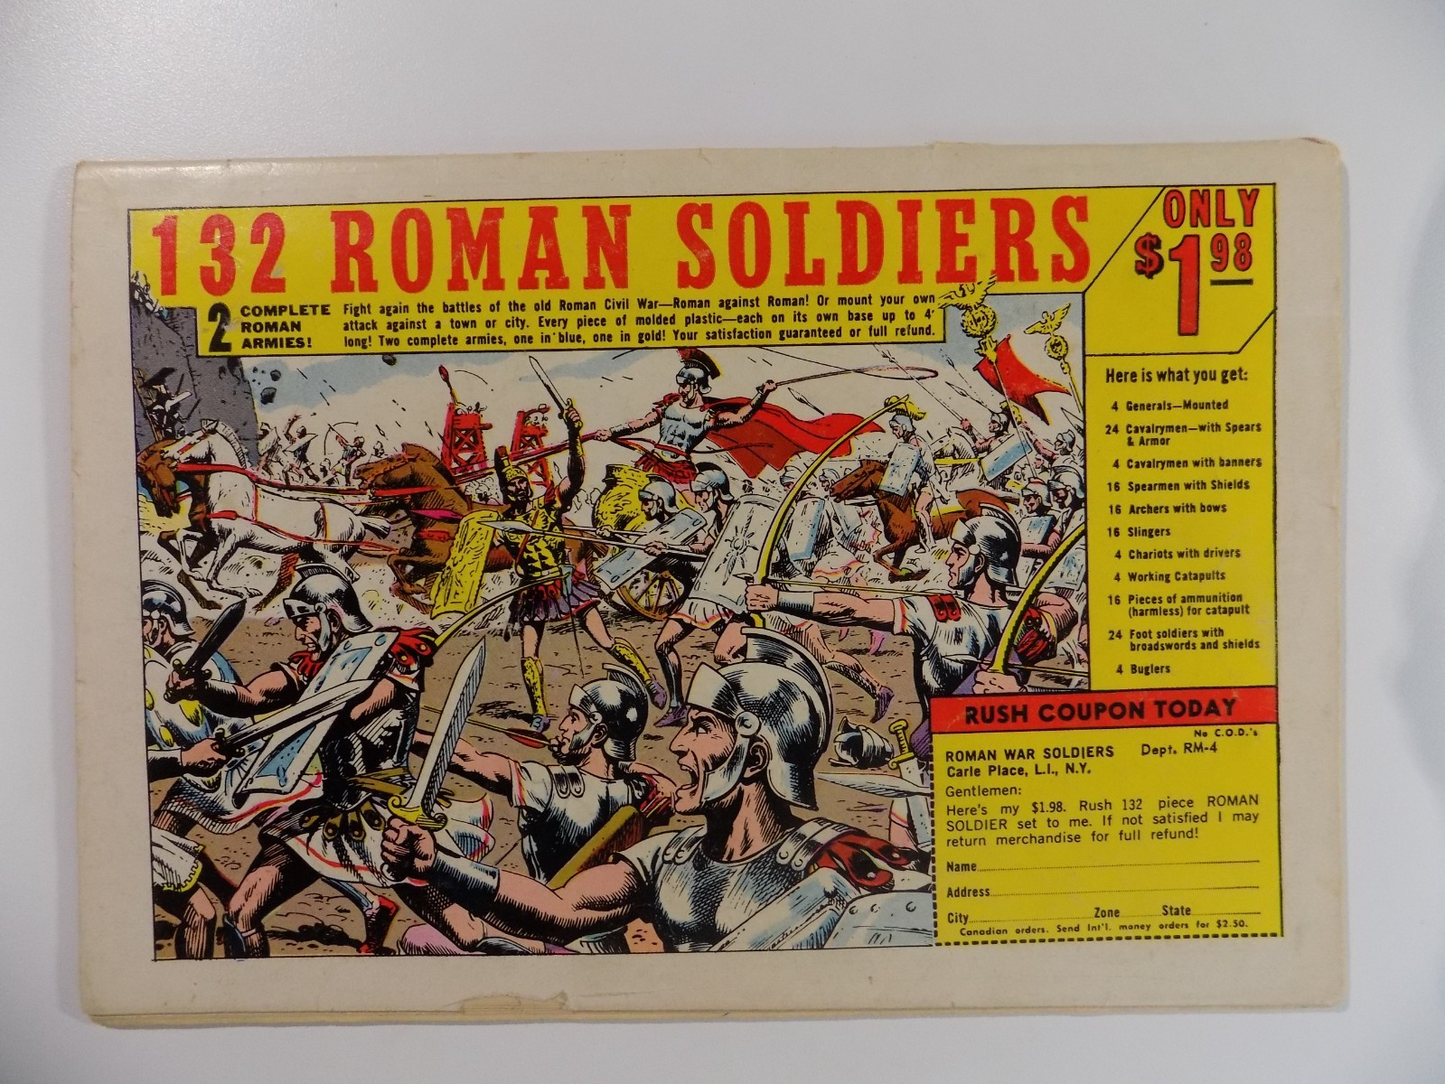 132 ROMAN SOLDIERS
ONLY
$1.98
2 COMPLETE
ROMAN
ARMIES!
Fight again the battles of the old Roman Civil War—Roman against Roman! Or mount your own
attack against a town or city. Every piece of molded plastic—each on its own base up to 4'
long! Two complete armies, one in blue, one in gold! Your satisfaction guaranteed or full refund.
Here is what you get:
4 Generals—Mounted
24 Cavalrymen—with Spears
& Armor
4 Cavalrymen with banners
16 Spearmen with Shields
16 Archers with bows
16 Slingers
4 Chariots with drivers
4 Working Catapults
16 Pieces of ammunition
(harmless) for catapult
24 Foot soldiers with
broadswords and shields
4 Buglers
RUSH COUPON TODAY
No C.O.D.'s
ROMAN WAR SOLDIERS Dept. RM-4
Carle Place, L.I., N.Y.
Gentlemen:
Here's my $1.98. Rush 132 piece ROMAN
SOLDIER set to me. If not satisfied I may
return merchandise for full refund!
Name
Address
City Zone State
Canadian orders. Send Int'l. money orders for $2.50.